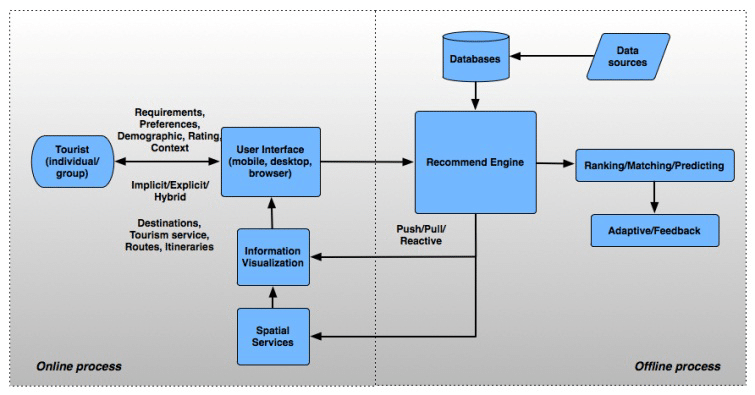 Databases
Data
sources
Requirements,
Preferences,
Demographic, Rating,
Context
Tourist
(individual/
group)
User Interface
(mobile, desktop,
browser)
Recommend Engine
Ranking/Matching/Predicting
Implicit/Explicit/
Hybrid
Destinations,
Tourism service,
Routes, Itineraries
Information
Visualization
Push/Pull/
Reactive
Adaptive/Feedback
Spatial
Services
Online process
Offline process